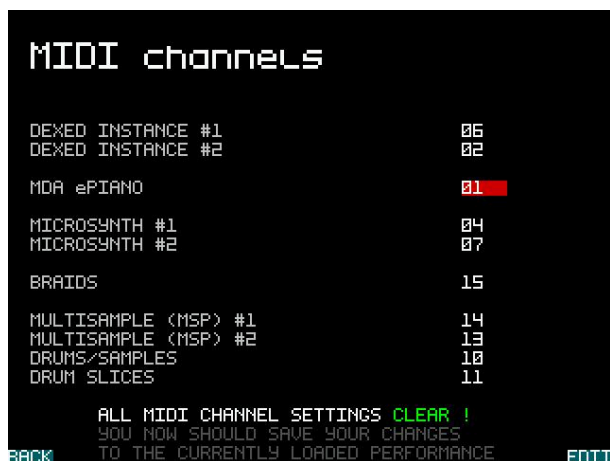 MIDI channels
DEXED INSTANCE #1 06
DEXED INSTANCE #2 02
MDA ePIANO 01
MICROSYNTH #1 04
MICROSYNTH #2 07
BRAIDS 15
MULTISAMPLE (MSP) #1 14
MULTISAMPLE (MSP) #2 13
DRUMS/SAMPLES 10
DRUM SLICES 11
ALL MIDI CHANNEL SETTINGS CLEAR !
YOU NOW SHOULD SAVE YOUR CHANGES
BACK TO THE CURRENTLY LOADED PERFORMANCE EDIT